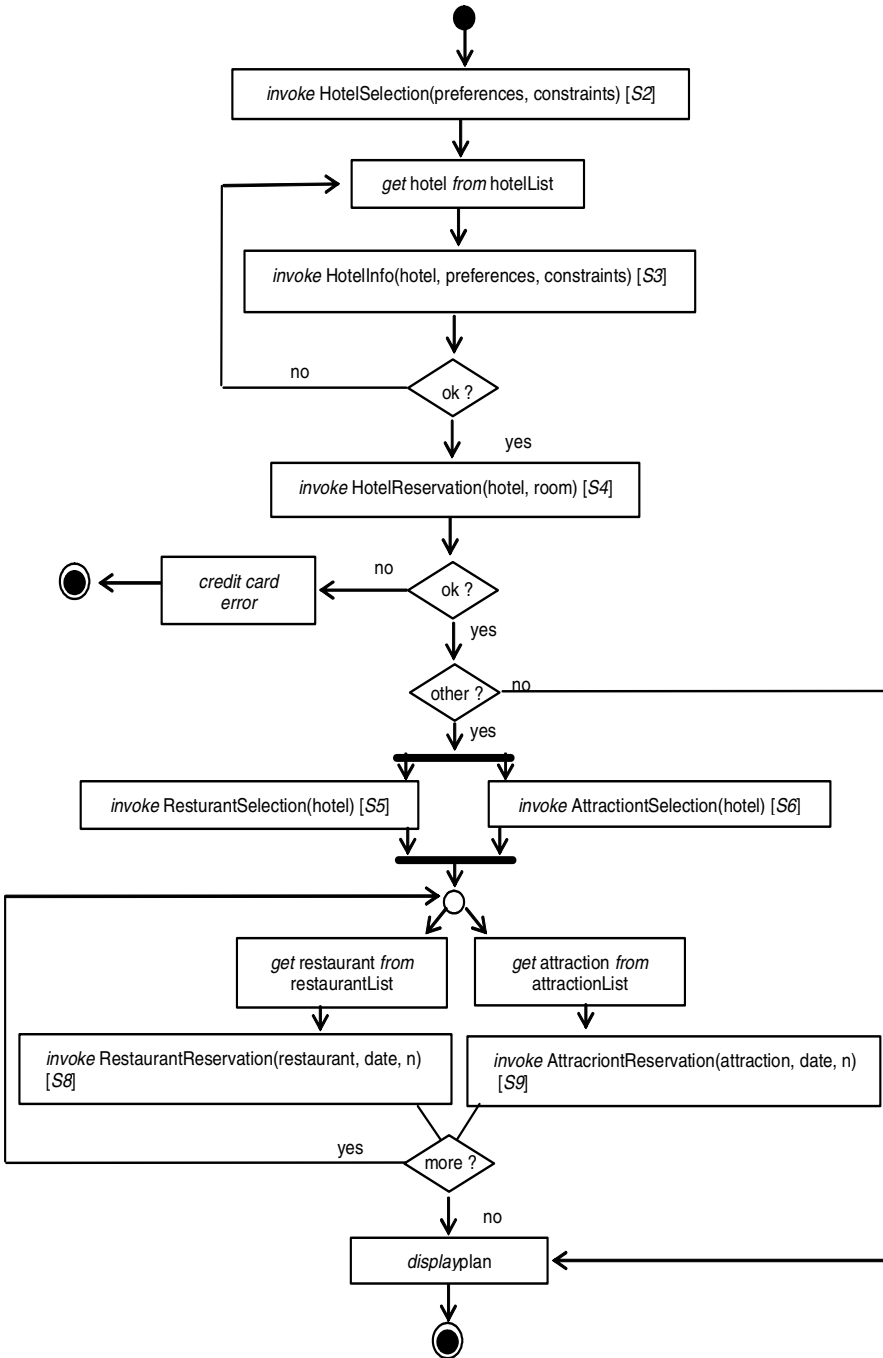 invoke HotelSelection(preferences, constraints) [S2]
get hotel from hotelList
invoke HotelInfo(hotel, preferences, constraints) [S3]
no
ok ?
yes
invoke HotelReservation(hotel, room) [S4]
credit card
error
no
ok ?
yes
other ?
no
yes
invoke ResturantSelection(hotel) [S5]
invoke AttractiontSelection(hotel) [S6]
get restaurant from
restaurantList
get attraction from
attractionList
invoke RestaurantReservation(restaurant, date, n)
[S8]
invoke AttracriontReservation(attraction, date, n)
[S9]
yes
more ?
no
displayplan